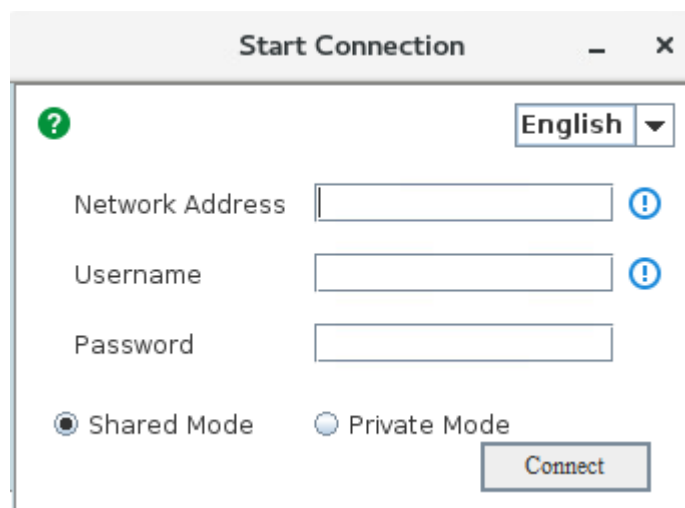 Start Connection
English
Network Address
Username
Password
Shared Mode Private Mode
Connect